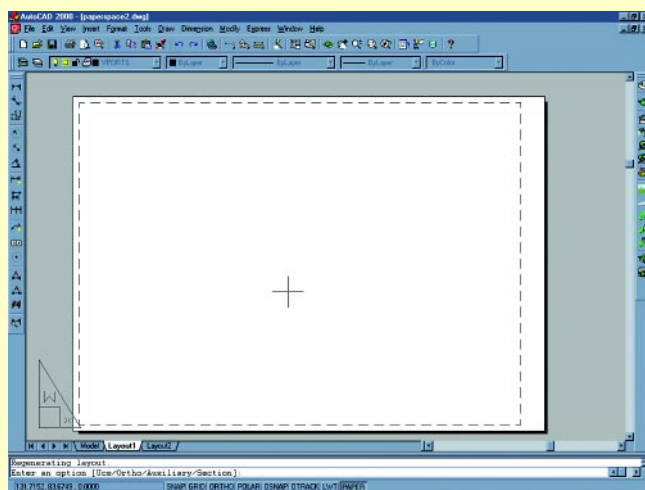 AutoCAD 2000 - [paperspace2.dwg]
File Edit View Insert Format Tools Draw Dimension Modify Express Window Help
VPORTS ByLayer ByLayer ByLayer ByColor
W
X
Model Layout1 Layout2
Regenerating layout.
Enter an option [Ucs/Ortho/Auxiliary/Section]:
131.7152, 83.6749, 0.0000 SNAP GRID ORTHO POLAR OSNAP OTRACK LWT PAPER